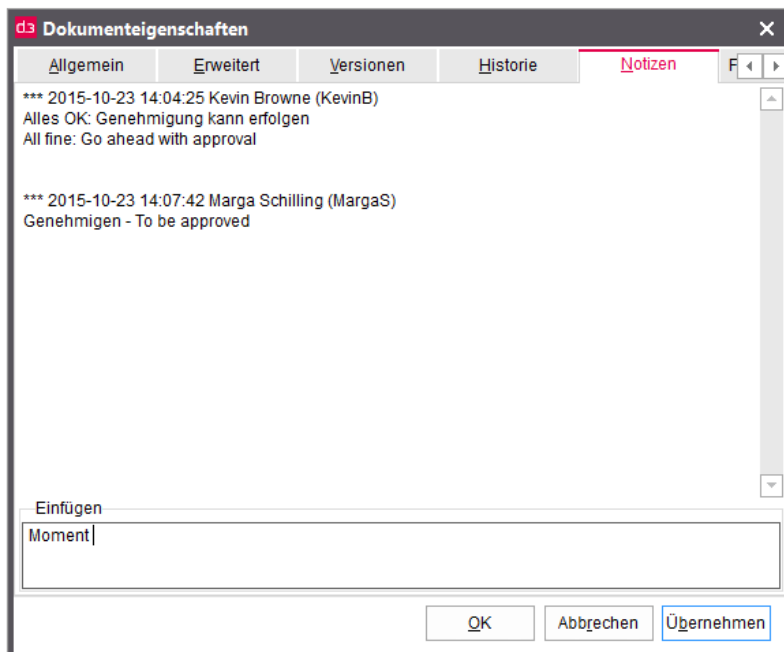 d3 Dokumenteigenschaften
Allgemein Erweitert Versionen Historie Notizen F
*** 2015-10-23 14:04:25 Kevin Browne (KevinB)
Alles OK: Genehmigung kann erfolgen
All fine: Go ahead with approval
*** 2015-10-23 14:07:42 Marga Schilling (MargaS)
Genehmigen - To be approved
Einfügen
Moment
OK Abbrechen Übernehmen